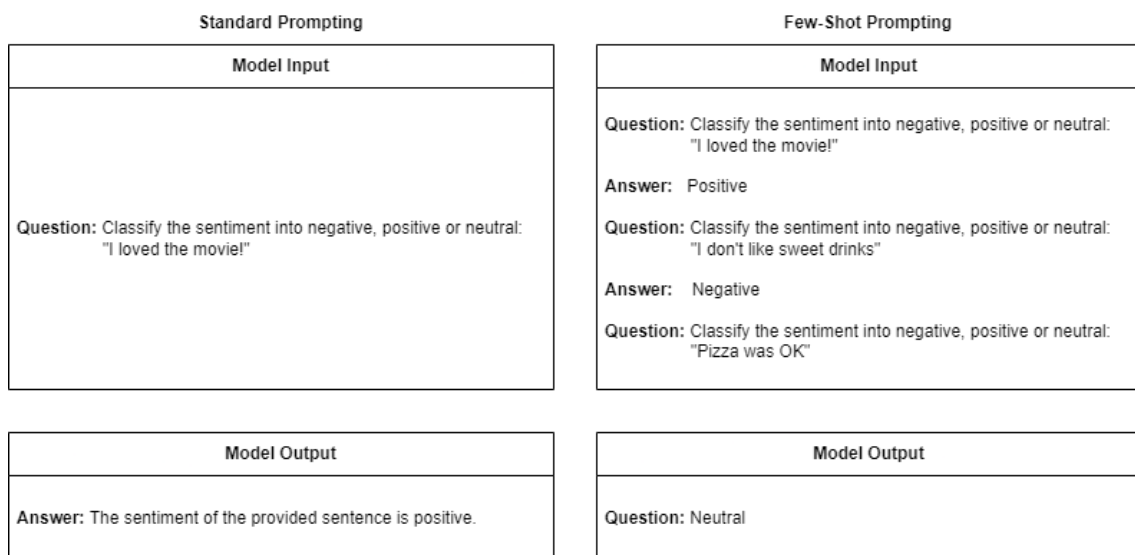 Standard Prompting
Model Input
Question: Classify the sentiment into negative, positive or neutral:
"I loved the movie!"
Model Output
Answer: The sentiment of the provided sentence is positive.
Few-Shot Prompting
Model Input
Question: Classify the sentiment into negative, positive or neutral:
"I loved the movie!"
Answer: Positive
Question: Classify the sentiment into negative, positive or neutral:
"I don't like sweet drinks"
Answer: Negative
Question: Classify the sentiment into negative, positive or neutral:
"Pizza was OK"
Model Output
Question: Neutral